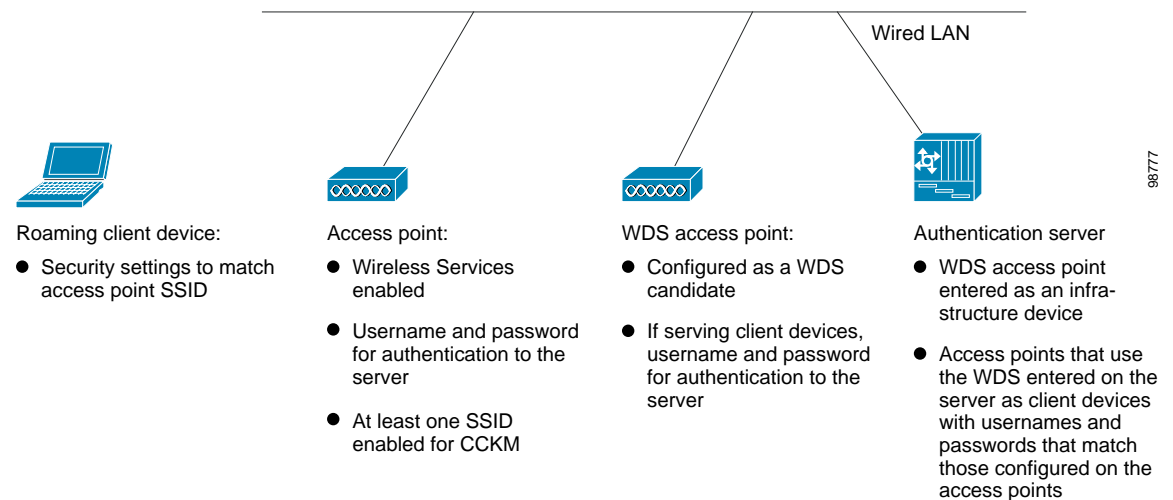 Wired LAN
98777
Roaming client device:
● Security settings to match
access point SSID
Access point:
● Wireless Services
enabled
● Username and password
for authentication to the
server
● At least one SSID
enabled for CCKM
WDS access point:
● Configured as a WDS
candidate
● If serving client devices,
username and password
for authentication to the
server
Authentication server
● WDS access point
entered as an infra-
structure device
● Access points that use
the WDS entered on the
server as client devices
with usernames and
passwords that match
those configured on the
access points